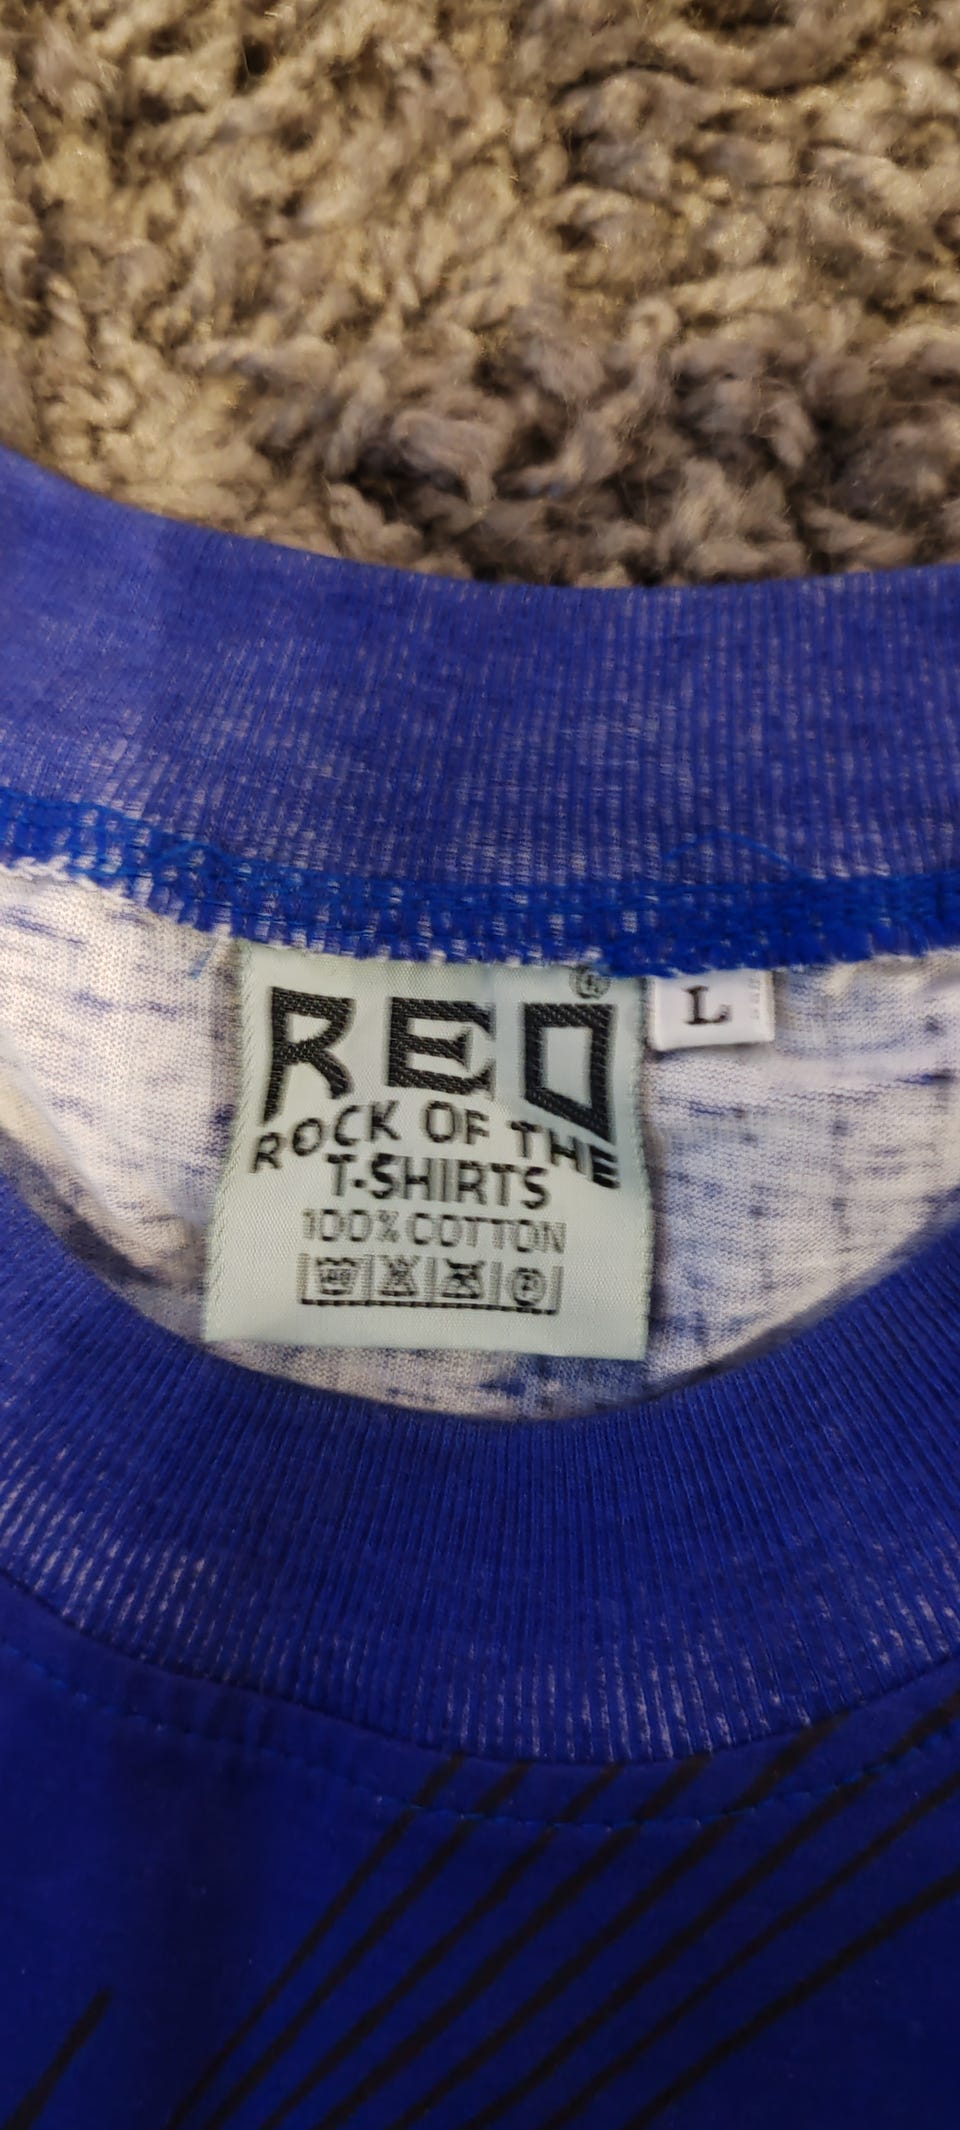 REO ®
L
ROCK OF THE
T-SHIRTS
100% COTTON